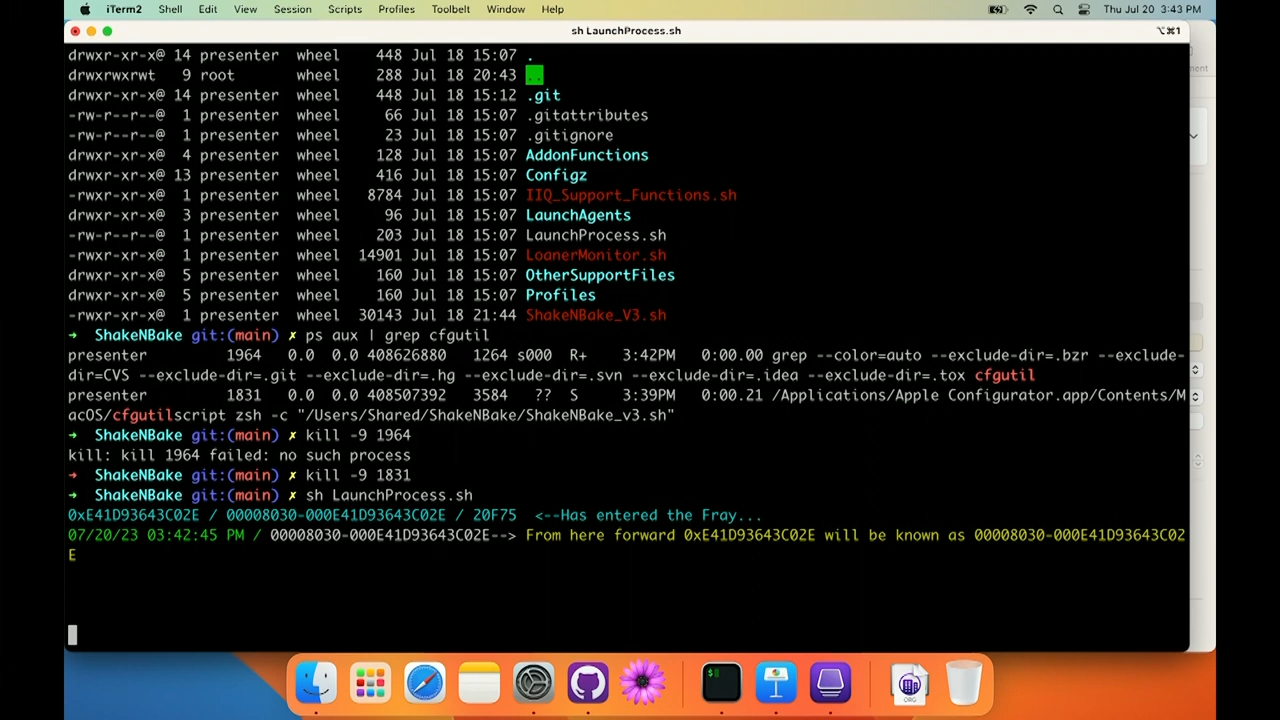 iTerm2 Shell Edit View Session Scripts Profiles Toolbelt Window Help Thu Jul 20 3:43 PM
sh LaunchProcess.sh ⌥⌘1
drwxr-xr-x@ 14 presenter wheel 448 Jul 18 15:07 .
drwxrwxrwt 9 root wheel 288 Jul 18 20:43 ..
drwxr-xr-x@ 14 presenter wheel 448 Jul 18 15:12 .git
-rw-r--r--@ 1 presenter wheel 66 Jul 18 15:07 .gitattributes
-rw-r--r--@ 1 presenter wheel 23 Jul 18 15:07 .gitignore
drwxr-xr-x@ 4 presenter wheel 128 Jul 18 15:07 AddonFunctions
drwxr-xr-x@ 13 presenter wheel 416 Jul 18 15:07 Configz
-rwxr-xr-x@ 1 presenter wheel 8784 Jul 18 15:07 IIQ_Support_Functions.sh
drwxr-xr-x@ 3 presenter wheel 96 Jul 18 15:07 LaunchAgents
-rw-r--r--@ 1 presenter wheel 203 Jul 18 15:07 LaunchProcess.sh
-rwxr-xr-x@ 1 presenter wheel 14901 Jul 18 15:07 LoanerMonitor.sh
drwxr-xr-x@ 5 presenter wheel 160 Jul 18 15:07 OtherSupportFiles
drwxr-xr-x@ 5 presenter wheel 160 Jul 18 15:07 Profiles
-rwxr-xr-x@ 1 presenter wheel 30143 Jul 18 21:44 ShakeNBake_V3.sh
→ ShakeNBake git:(main) ✗ ps aux | grep cfgutil
presenter 1964 0.0 0.0 408626880 1264 s000 R+ 3:42PM 0:00.00 grep --color=auto --exclude-dir=.bzr --exclude-
dir=CVS --exclude-dir=.git --exclude-dir=.hg --exclude-dir=.svn --exclude-dir=.idea --exclude-dir=.tox cfgutil
presenter 1831 0.0 0.0 408507392 3584 ?? S 3:39PM 0:00.21 /Applications/Apple Configurator.app/Contents/M
acOS/cfgutilscript zsh -c "/Users/Shared/ShakeNBake/ShakeNBake_v3.sh"
→ ShakeNBake git:(main) ✗ kill -9 1964
kill: kill 1964 failed: no such process
→ ShakeNBake git:(main) ✗ kill -9 1831
→ ShakeNBake git:(main) ✗ sh LaunchProcess.sh
0xE41D93643C02E / 00008030-000E41D93643C02E / 20F75 <--Has entered the Fray...
07/20/23 03:42:45 PM / 00008030-000E41D93643C02E--> From here forward 0xE41D93643C02E will be known as 00008030-000E41D93643C02
E
ORG